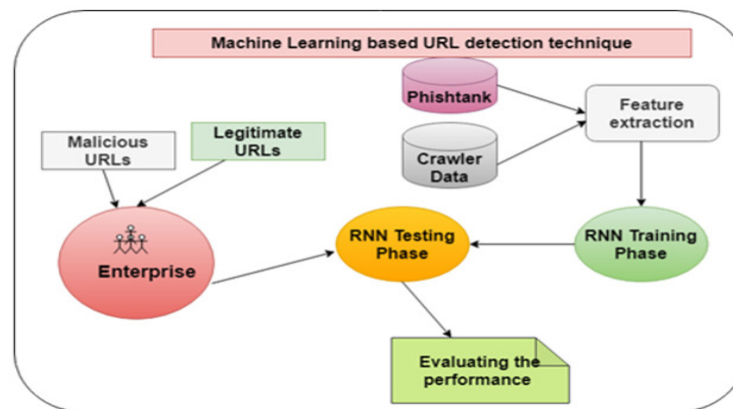 Machine Learning based URL detection technique
Phishtank
Feature
extraction
Legitimate
URLs
Malicious
URLs
Crawler
Data
RNN Testing
Phase
RNN Training
Phase
Enterprise
Evaluating the
performance